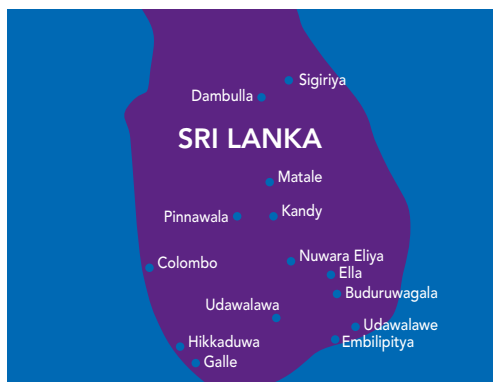 Sigiriya
Dambulla
SRI LANKA
Matale
Pinnawala
Kandy
Nuwara Eliya
Colombo
Ella
Buduruwagala
Udawalawa
Udawalawe
Hikkaduwa
Embilipitya
Galle